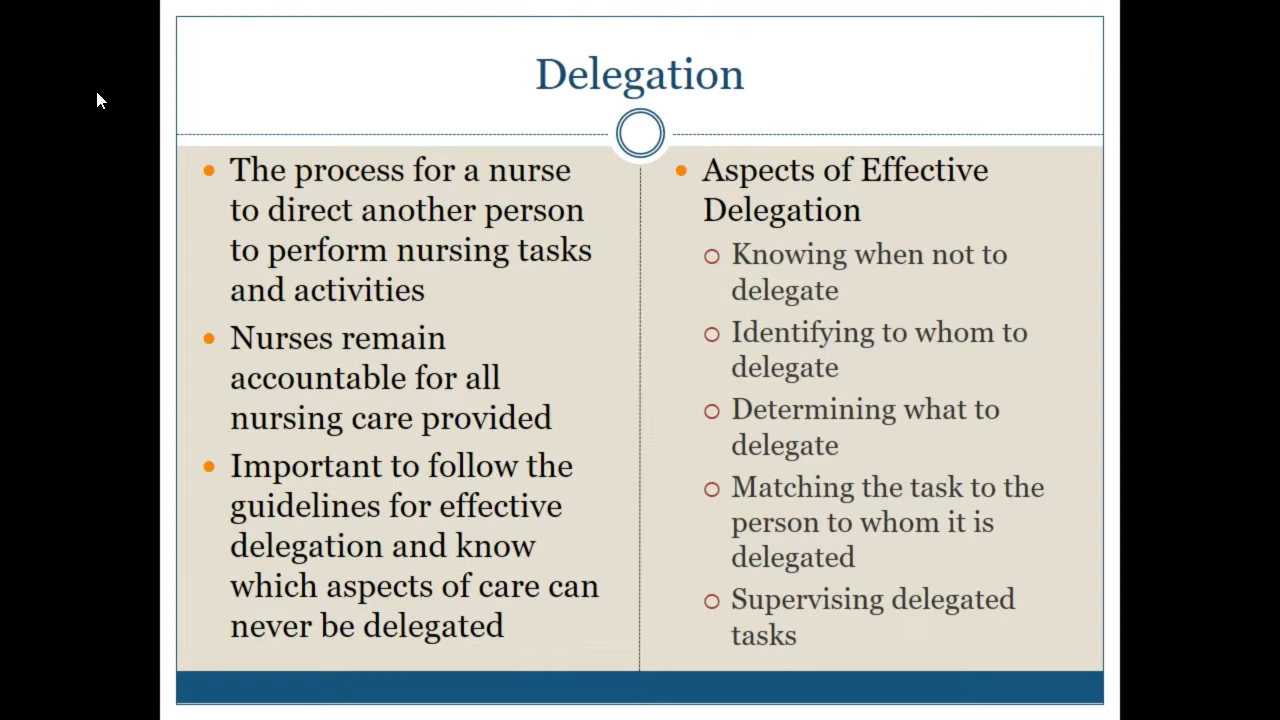 Delegation
The process for a nurse
to direct another person
to perform nursing tasks
and activities
Nurses remain
accountable for all
nursing care provided
Important to follow the
guidelines for effective
delegation and know
which aspects of care can
never be delegated
Aspects of Effective
Delegation
Knowing when not to
delegate
Identifying to whom to
delegate
Determining what to
delegate
Matching the task to the
person to whom it is
delegated
Supervising delegated
tasks